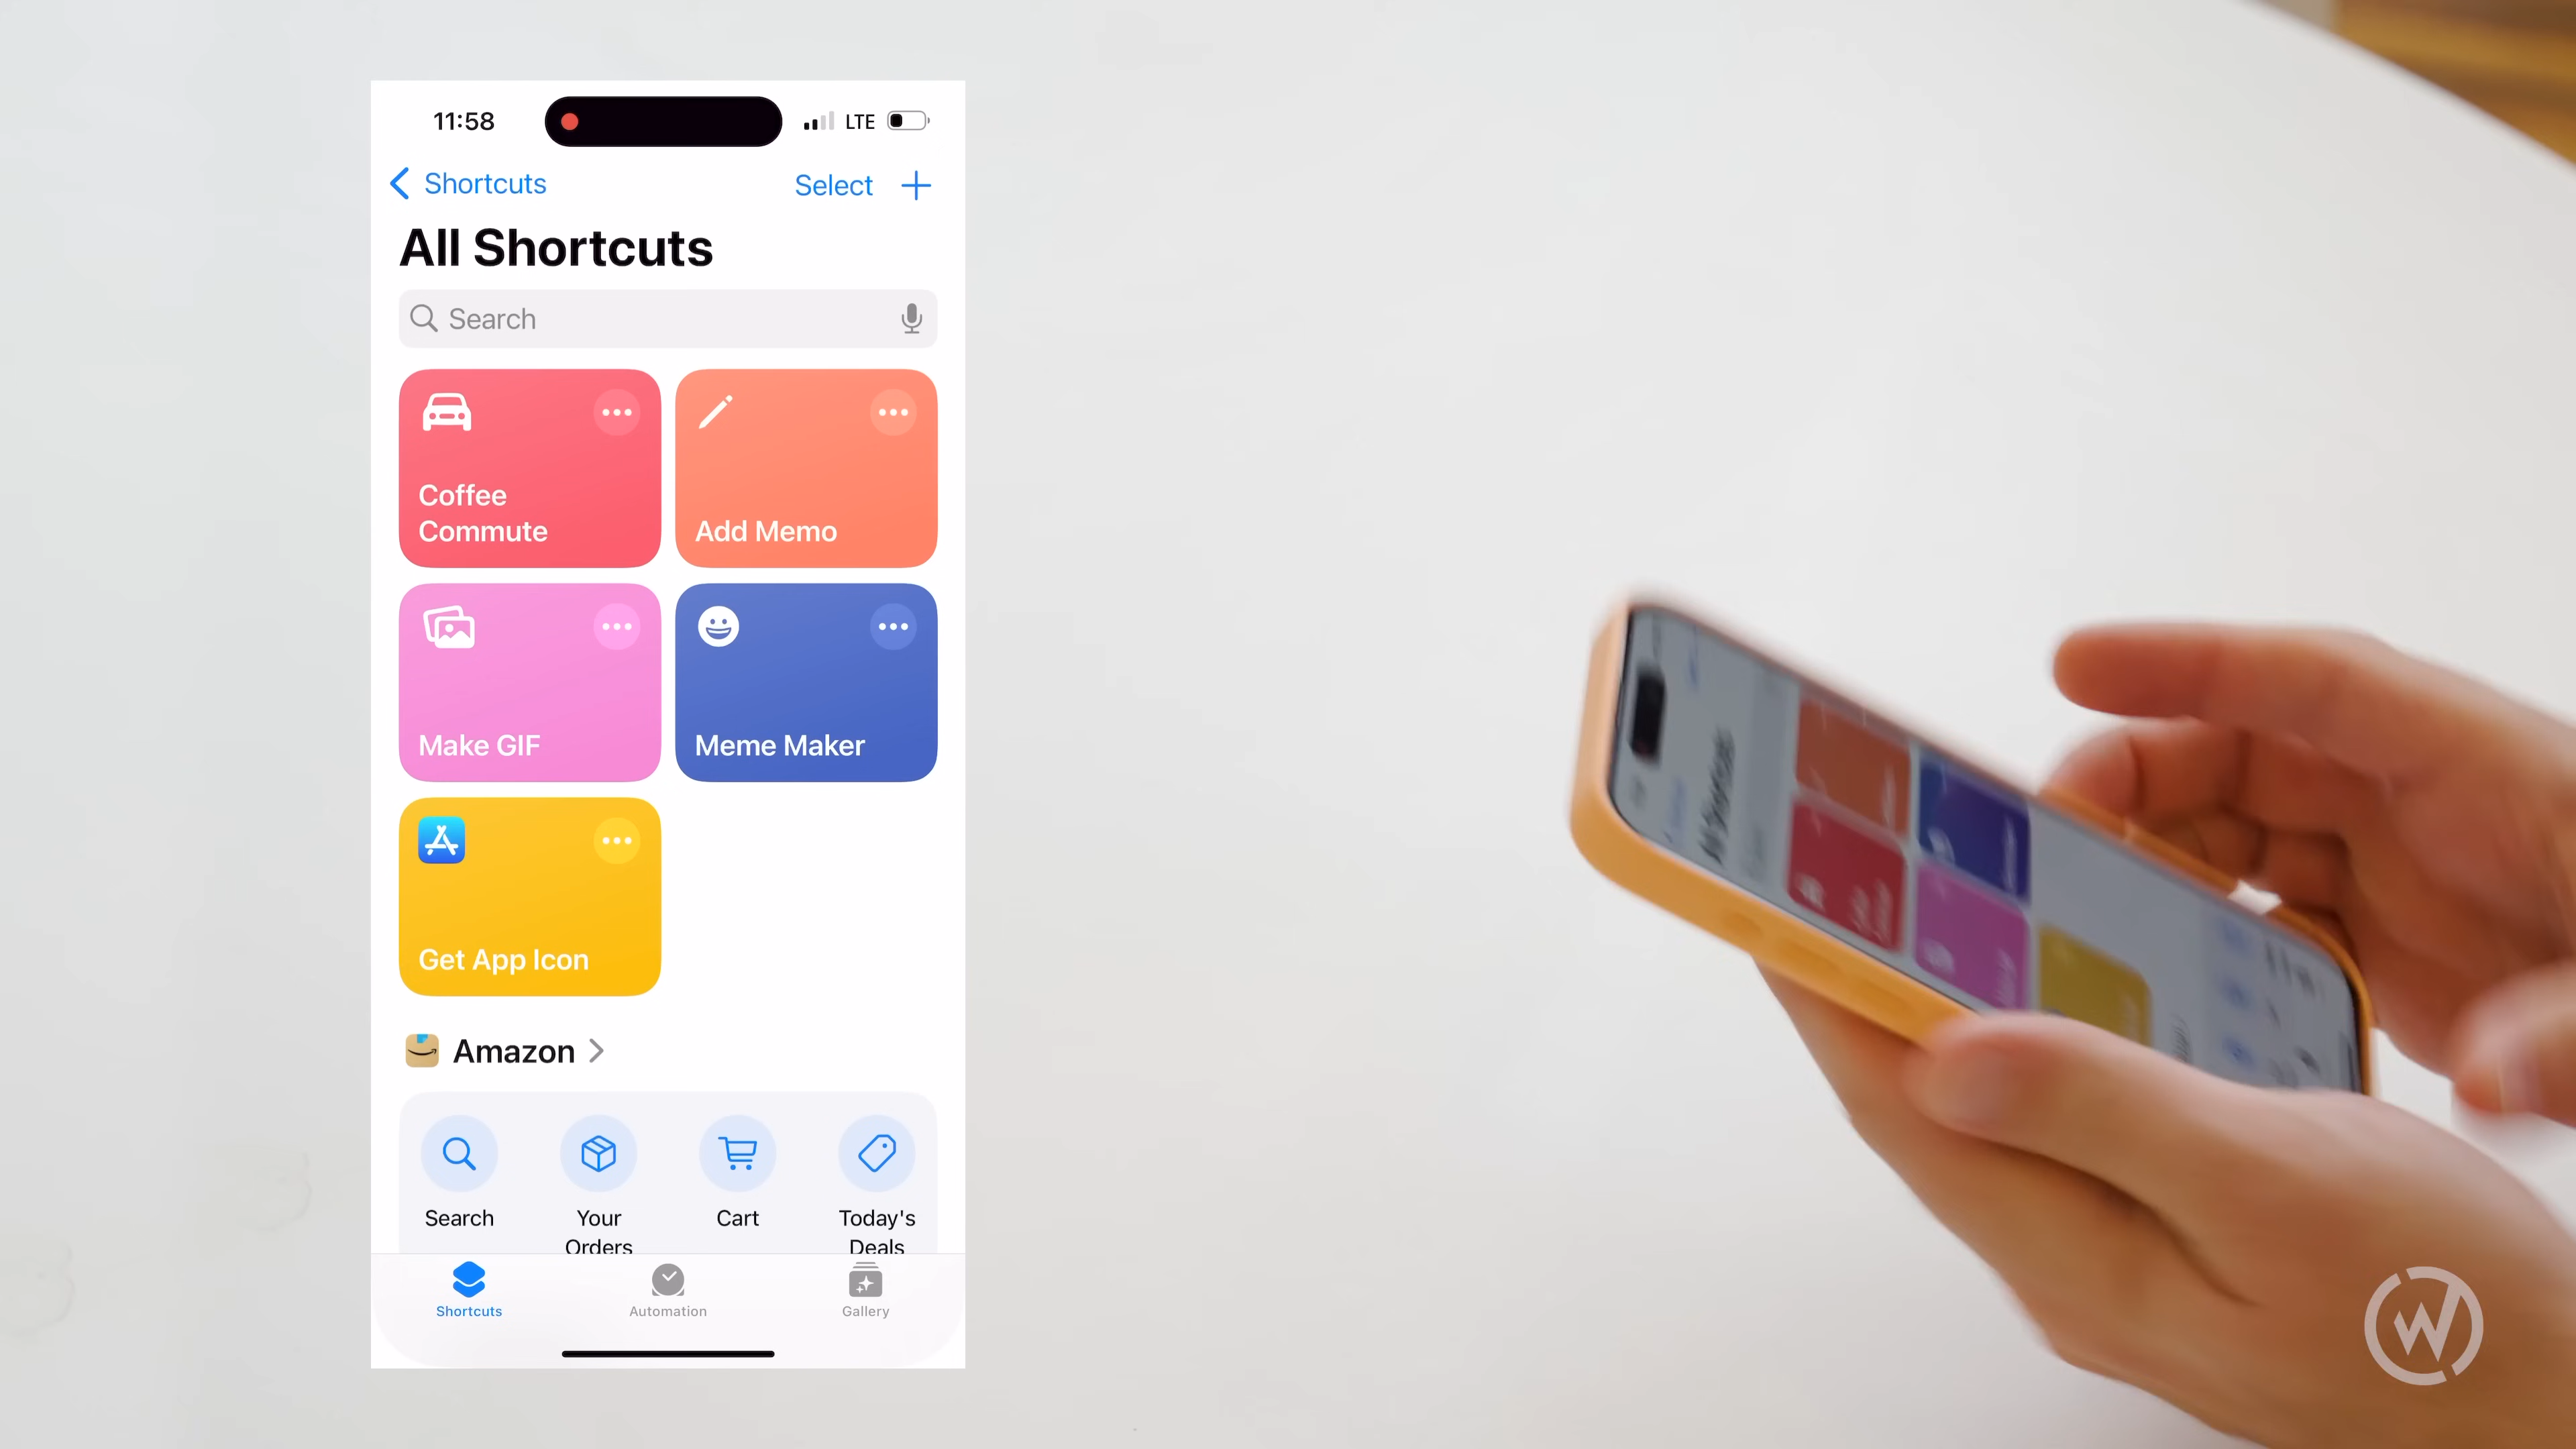 11:58
LTE
Shortcuts
Select
All Shortcuts
Search
Coffee
Commute
Add Memo
Make GIF
Meme Maker
Get App Icon
Amazon
Search
Your
Orders
Cart
Today's
Deals
Shortcuts
Automation
Gallery